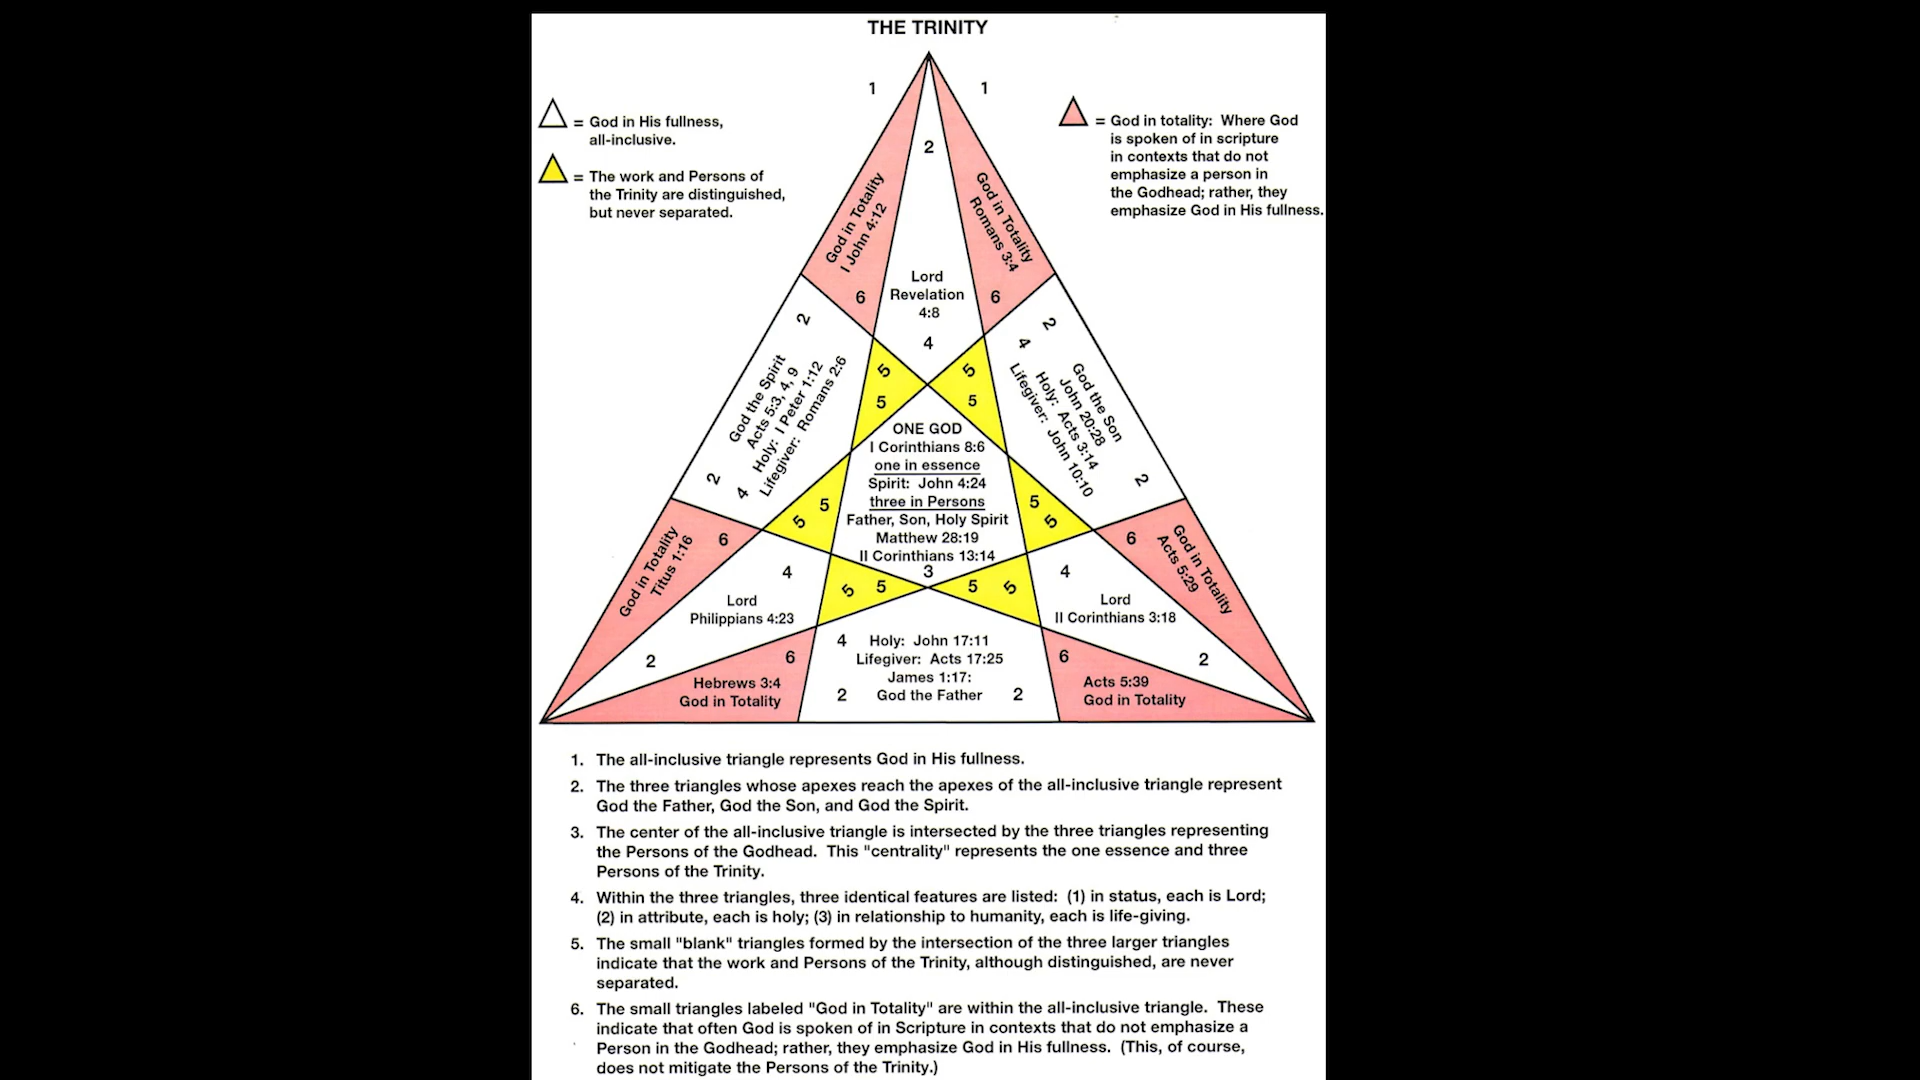 THE TRINITY
1
1
= God in His fullness,
all-inclusive.
= The work and Persons of
the Trinity are distinguished,
but never separated.
= God in totality: Where God
is spoken of in scripture
in contexts that do not
emphasize a person in
the Godhead; rather, they
emphasize God in His fullness.
2
God in Totality
I John 4:12
6
God in Totality
Romans 3:4
6
Lord
Revelation
4:8
4
2
God the Spirit
Acts 5:3, 4, 9
Holy: I Peter 1:12
Lifegiver: Romans 2:6
2
4
2
4
God the Son
John 20:28
Holy: Acts 3:14
Lifegiver: John 10:10
2
5
5
5
5
ONE GOD
I Corinthians 8:6
one in essence
Spirit: John 4:24
three in Persons
Father, Son, Holy Spirit
Matthew 28:19
II Corinthians 13:14
3
5
5
5
5
5
5
5
5
God in Totality
Titus 1:16
6
4
Lord
Philippians 4:23
2
6
Hebrews 3:4
God in Totality
God in Totality
Acts 5:29
6
4
Lord
II Corinthians 3:18
2
6
Acts 5:39
God in Totality
4
Holy: John 17:11
Lifegiver: Acts 17:25
James 1:17:
2 God the Father 2
1. The all-inclusive triangle represents God in His fullness.
2. The three triangles whose apexes reach the apexes of the all-inclusive triangle represent
God the Father, God the Son, and God the Spirit.
3. The center of the all-inclusive triangle is intersected by the three triangles representing
the Persons of the Godhead. This "centrality" represents the one essence and three
Persons of the Trinity.
4. Within the three triangles, three identical features are listed: (1) in status, each is Lord;
(2) in attribute, each is holy; (3) in relationship to humanity, each is life-giving.
5. The small "blank" triangles formed by the intersection of the three larger triangles
indicate that the work and Persons of the Trinity, although distinguished, are never
separated.
6. The small triangles labeled "God in Totality" are within the all-inclusive triangle. These
indicate that often God is spoken of in Scripture in contexts that do not emphasize a
Person in the Godhead; rather, they emphasize God in His fullness. (This, of course,
does not mitigate the Persons of the Trinity.)